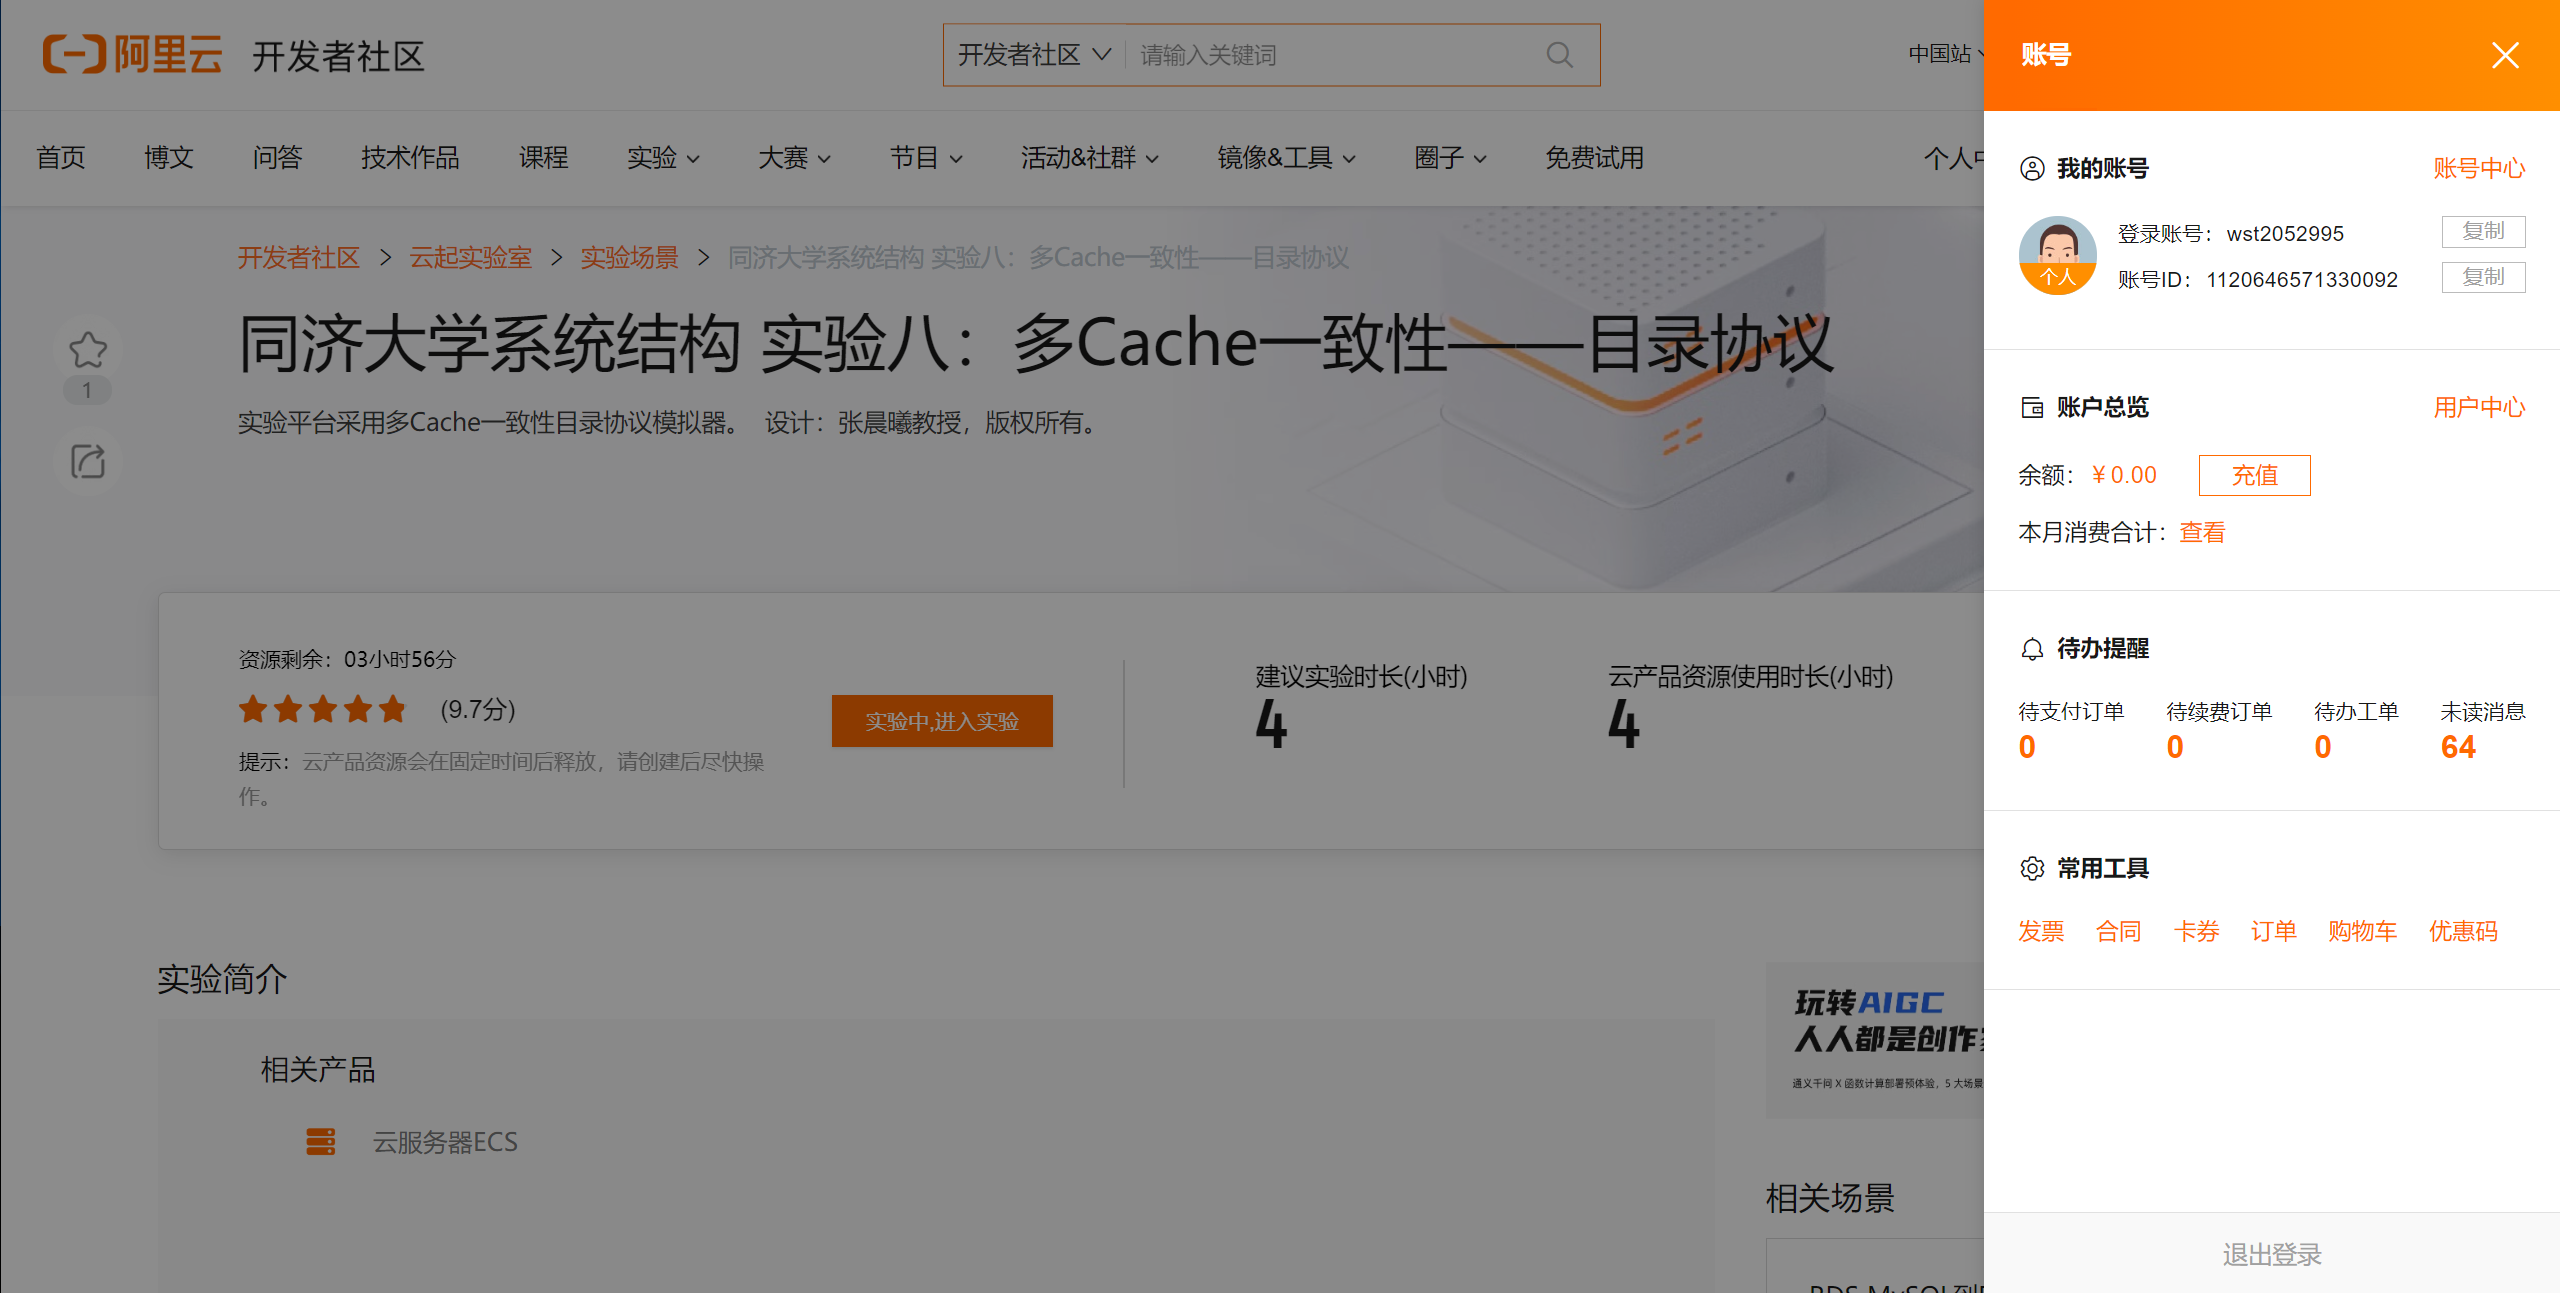 阿里云 开发者社区
开发者社区 请输入关键词
中国站
首页 博文 问答 技术作品 课程 实验 大赛 节目 活动&社群 镜像&工具 圈子 免费试用
个人中
开发者社区 > 云起实验室 > 实验场景 > 同济大学系统结构 实验八：多Cache一致性——目录协议
同济大学系统结构 实验八：多Cache一致性——目录协议
1
实验平台采用多Cache一致性目录协议模拟器。 设计：张晨曦教授，版权所有。
资源剩余：03小时56分
(9.7分)
提示：云产品资源会在固定时间后释放，请创建后尽快操
作。
实验中,进入实验
建议实验时长(小时)
4
云产品资源使用时长(小时)
4
实验简介
相关产品
云服务器ECS
玩转AIGC
人人都是创作
通义千问 X 函数计算部署预体验，5 大场景
相关场景
RDS MySQL到
账号
我的账号 账号中心
个人
登录账号：wst2052995 复制
账号ID：1120646571330092 复制
账户总览 用户中心
余额：¥ 0.00 充值
本月消费合计：查看
待办提醒
待支付订单 待续费订单 待办工单 未读消息
0 0 0 64
常用工具
发票 合同 卡券 订单 购物车 优惠码
退出登录